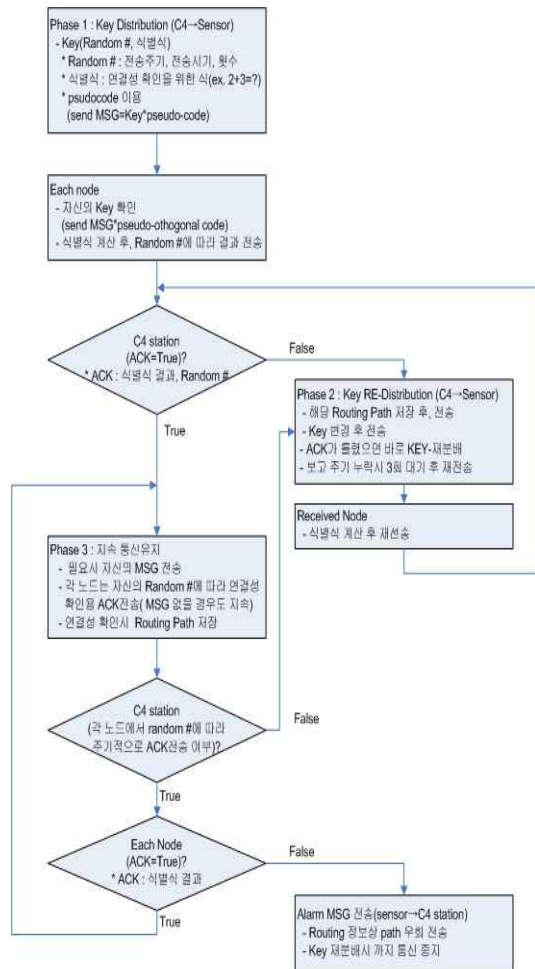 Phase 1 : Key Distribution (C4→Sensor)
- Key(Random #, 식별식)
* Random # : 전송주기, 전송시기, 횟수
* 식별식 : 연결성 확인을 위한 식(ex. 2+3=?)
* psudocode 이용
(send MSG=Key*pseudo-code)
Each node
- 자신의 Key 확인
(send MSG*pseudo-othogonal code)
- 식별식 계산 후, Random #에 따라 결과 전송
C4 station
(ACK=True)?
* ACK : 식별식 결과, Random #
False
True
Phase 2 : Key RE-Distribution (C4→Sensor)
- 해당 Routing Path 저장 후, 전송
- Key 변경 후 전송
- ACK가 틀렸으면 바로 KEY-재분배
- 보고 주기 누락시 3회 대기 후 재전송
Received Node
- 식별식 계산 후 재전송
Phase 3 : 지속 통신유지
- 필요시 자신의 MSG 전송
- 각 노드는 자신의 Random #에 따라 연결성
확인용 ACK전송( MSG 없을 경우도 지속)
- 연결성 확인시 Routing Path 저장
C4 station
(각 노드에서 random #에 따라
주기적으로 ACK전송 여부)?
False
True
Each Node
(ACK=True)?
* ACK : 식별식 결과
False
True
Alarm MSG 전송(sensor→C4 station)
- Routing 정보상 path 우회 전송
- Key 재분배시 까지 통신 중지